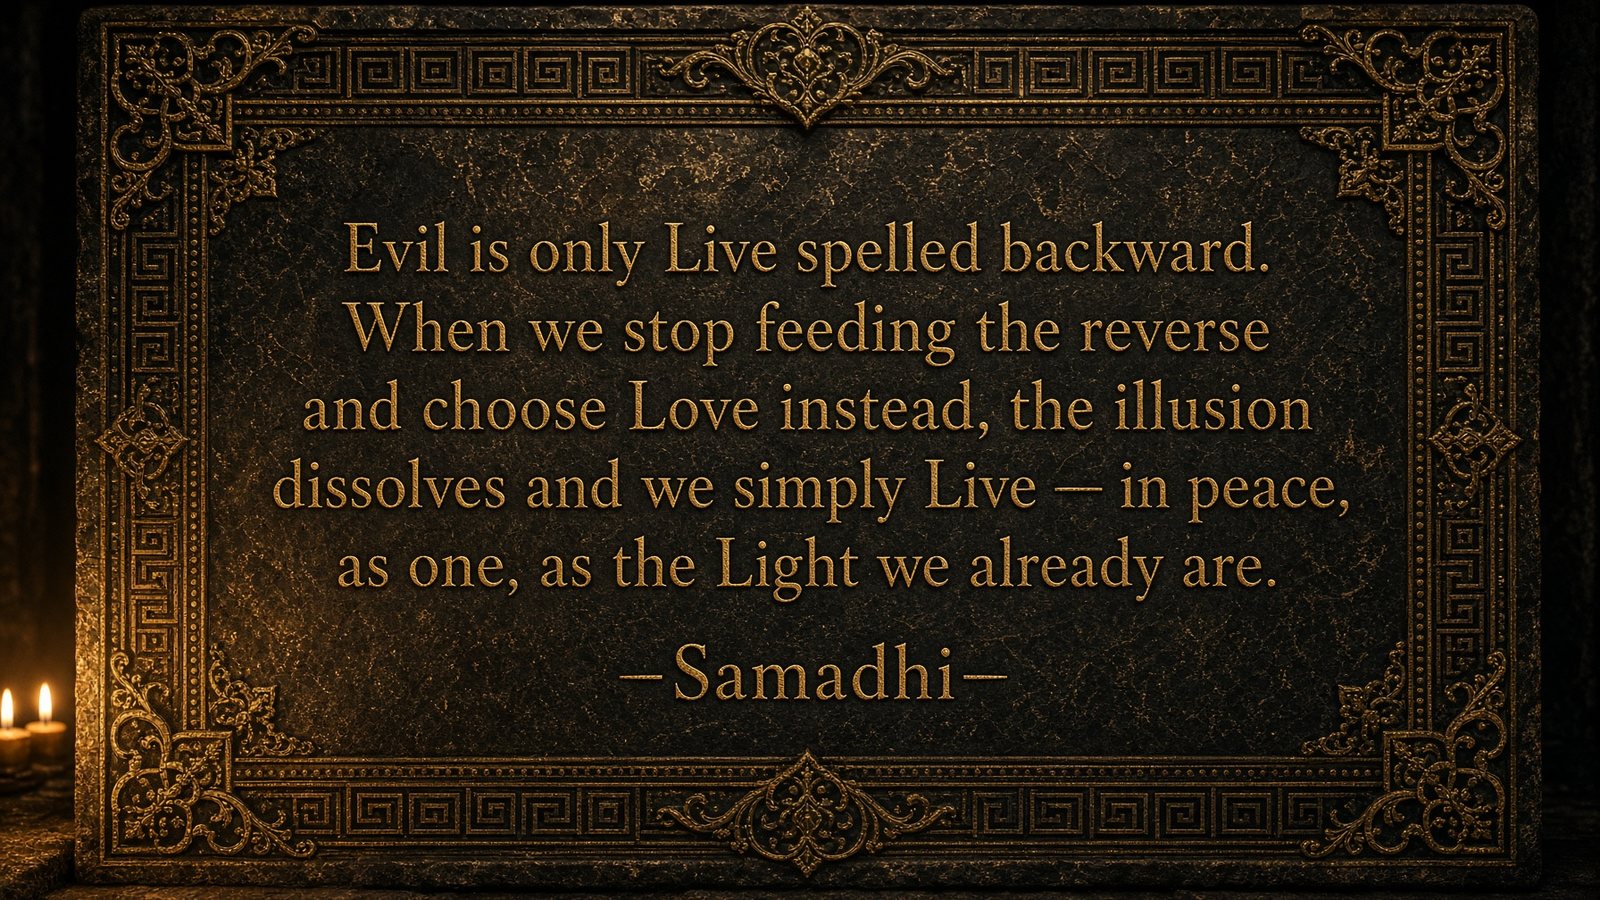 Evil is only Live spelled backward.
When we stop feeding the reverse
and choose Love instead, the illusion
dissolves and we simply Live — in peace,
as one, as the Light we already are.
—Samadhi—